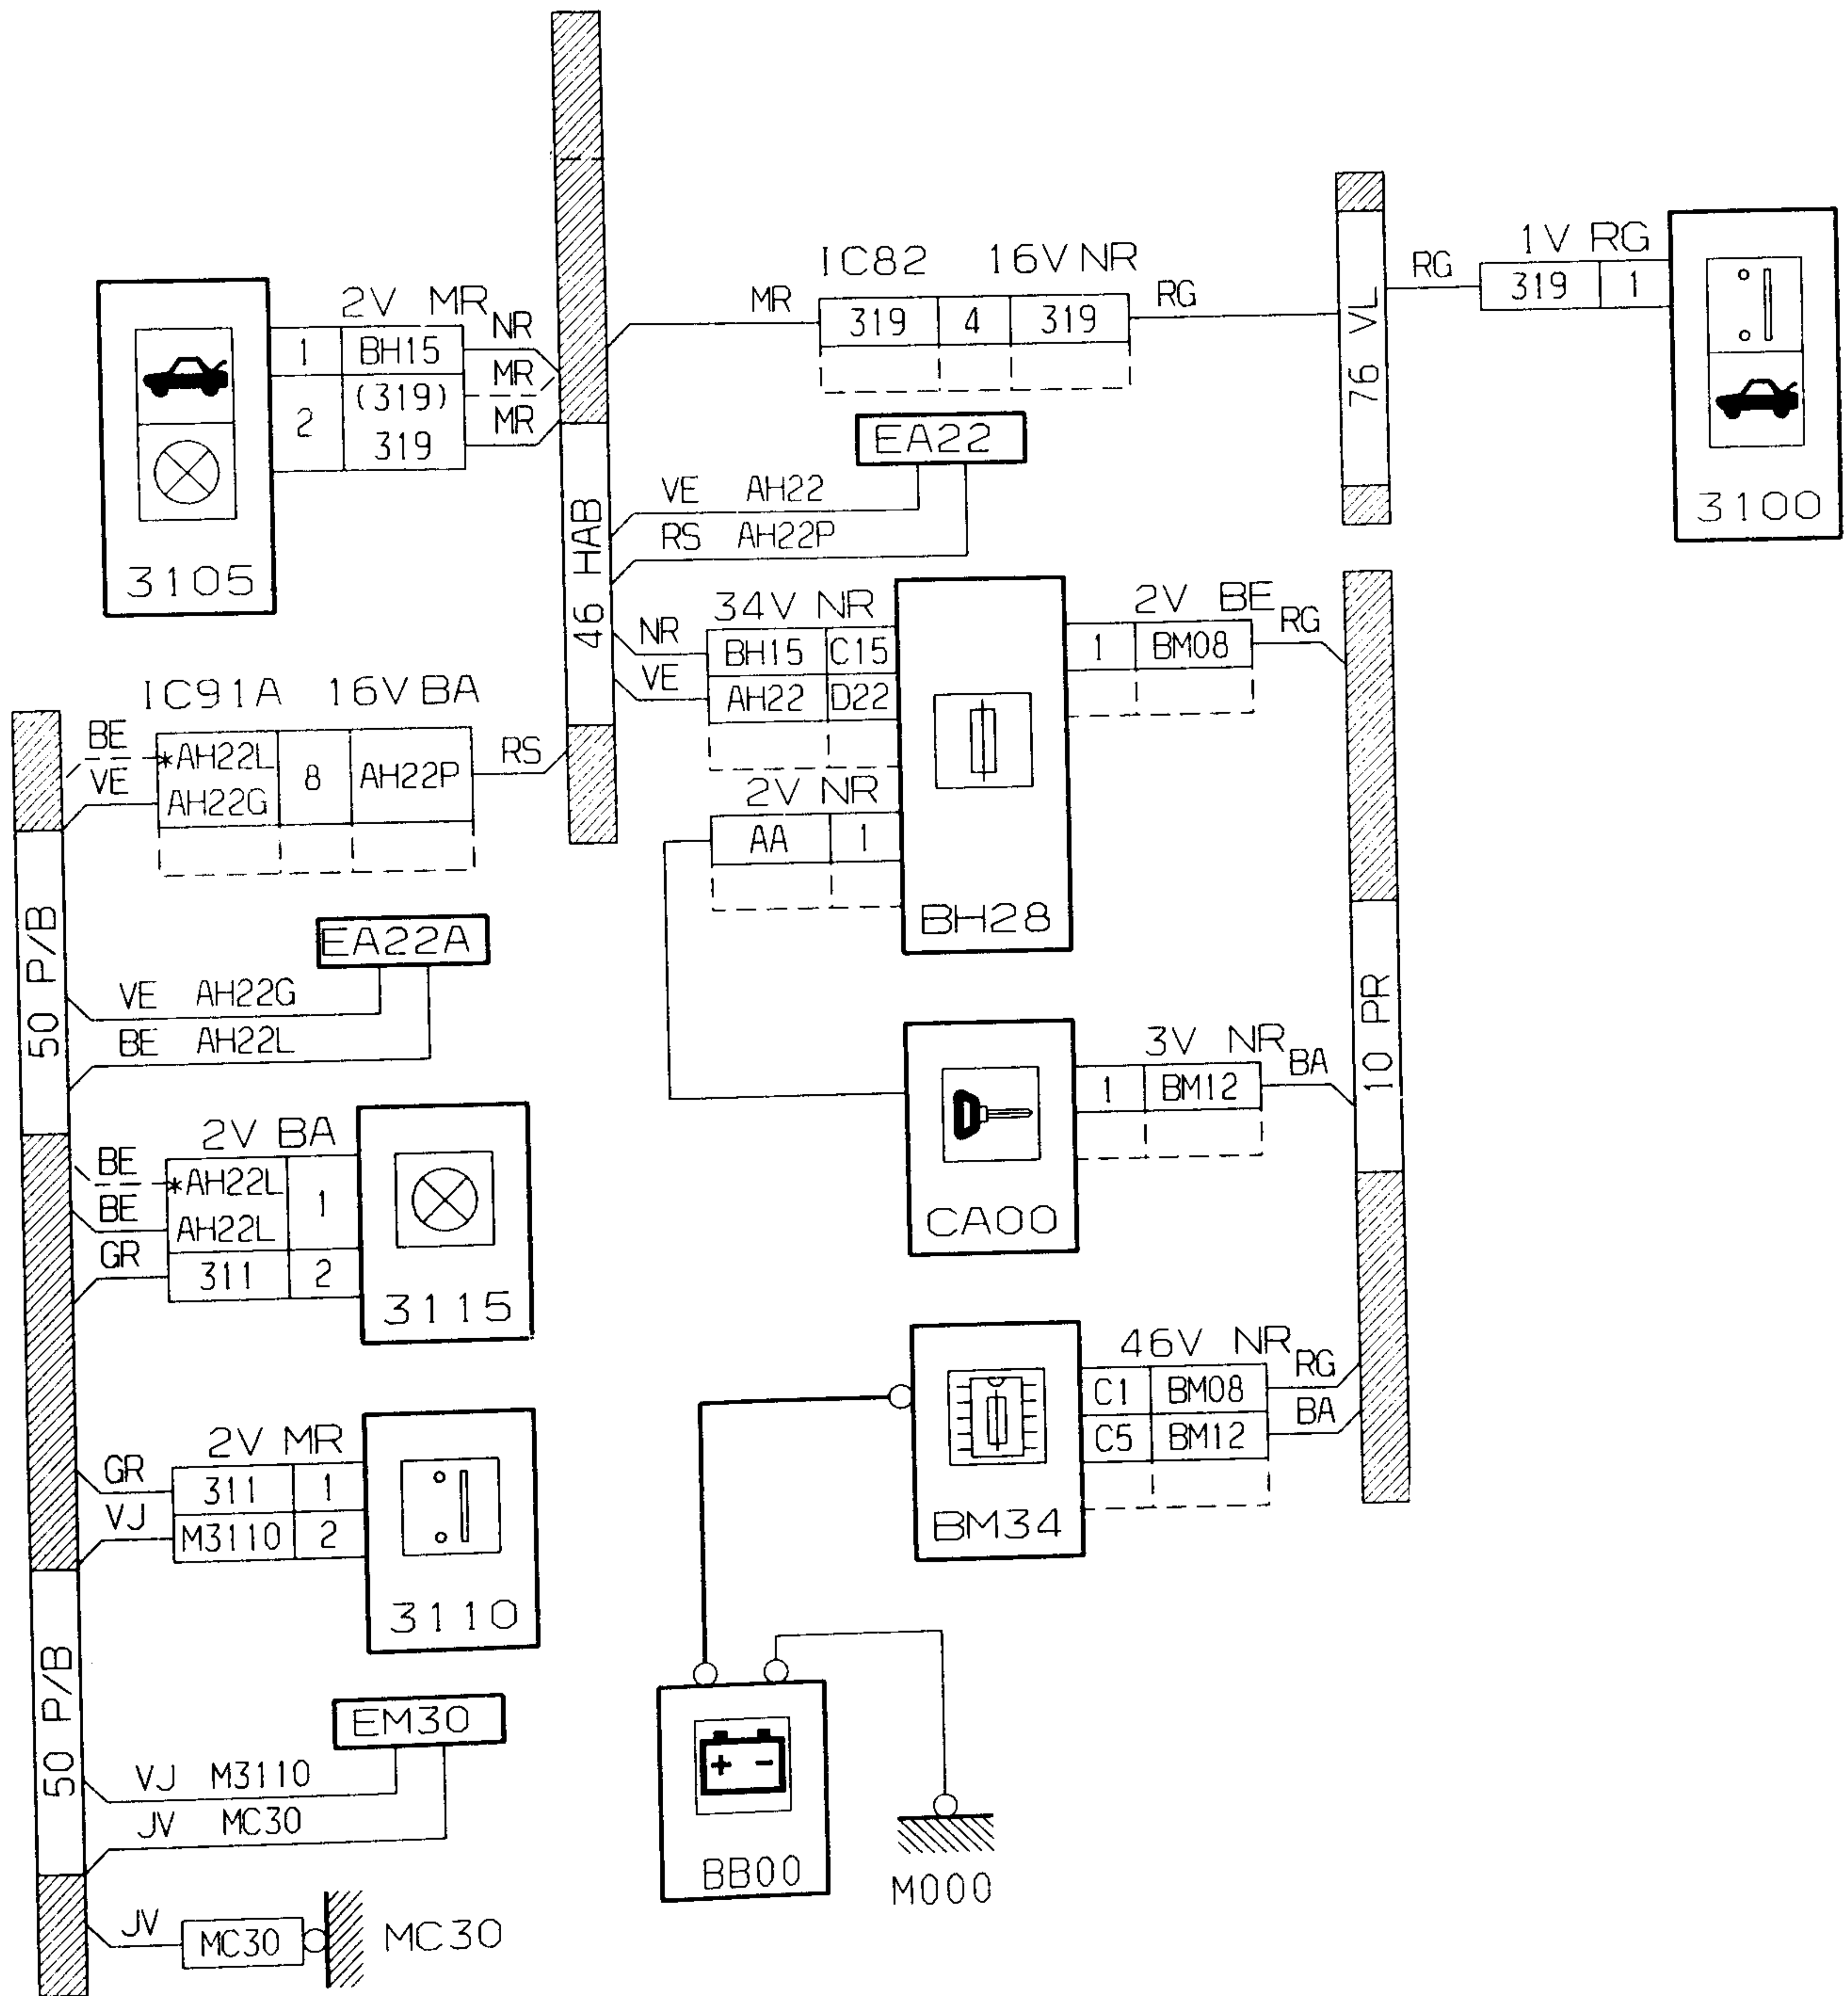 IC82 16V NR
MR 319 4 319 RG
76 VL
RG
1V RG
319 1
3100
2V MR
1 BH15 NR
2 (319) MR
319 MR
3105
46 HAB
EA22
VE AH22
RS AH22P
34V NR
NR BH15 C15
VE AH22 D22
2V NR
AA 1
BH28
2V BE
1 BM08 RG
10 PR
IC91A 16V BA
BE *AH22L 8 AH22P RS
VE AH22G
50 P/B
EA22A
VE AH22G
BE AH22L
CA00
3V NR
1 BM12 BA
2V BA
BE *AH22L 1
BE AH22L
GR 311 2
3115
46V NR
C1 BM08 RG
C5 BM12 BA
BM34
2V MR
GR 311 1
VJ M3110 2
3110
50 P/B
EM30
VJ M3110
JV MC30
+ -
BB00
M000
JV MC30 MC30